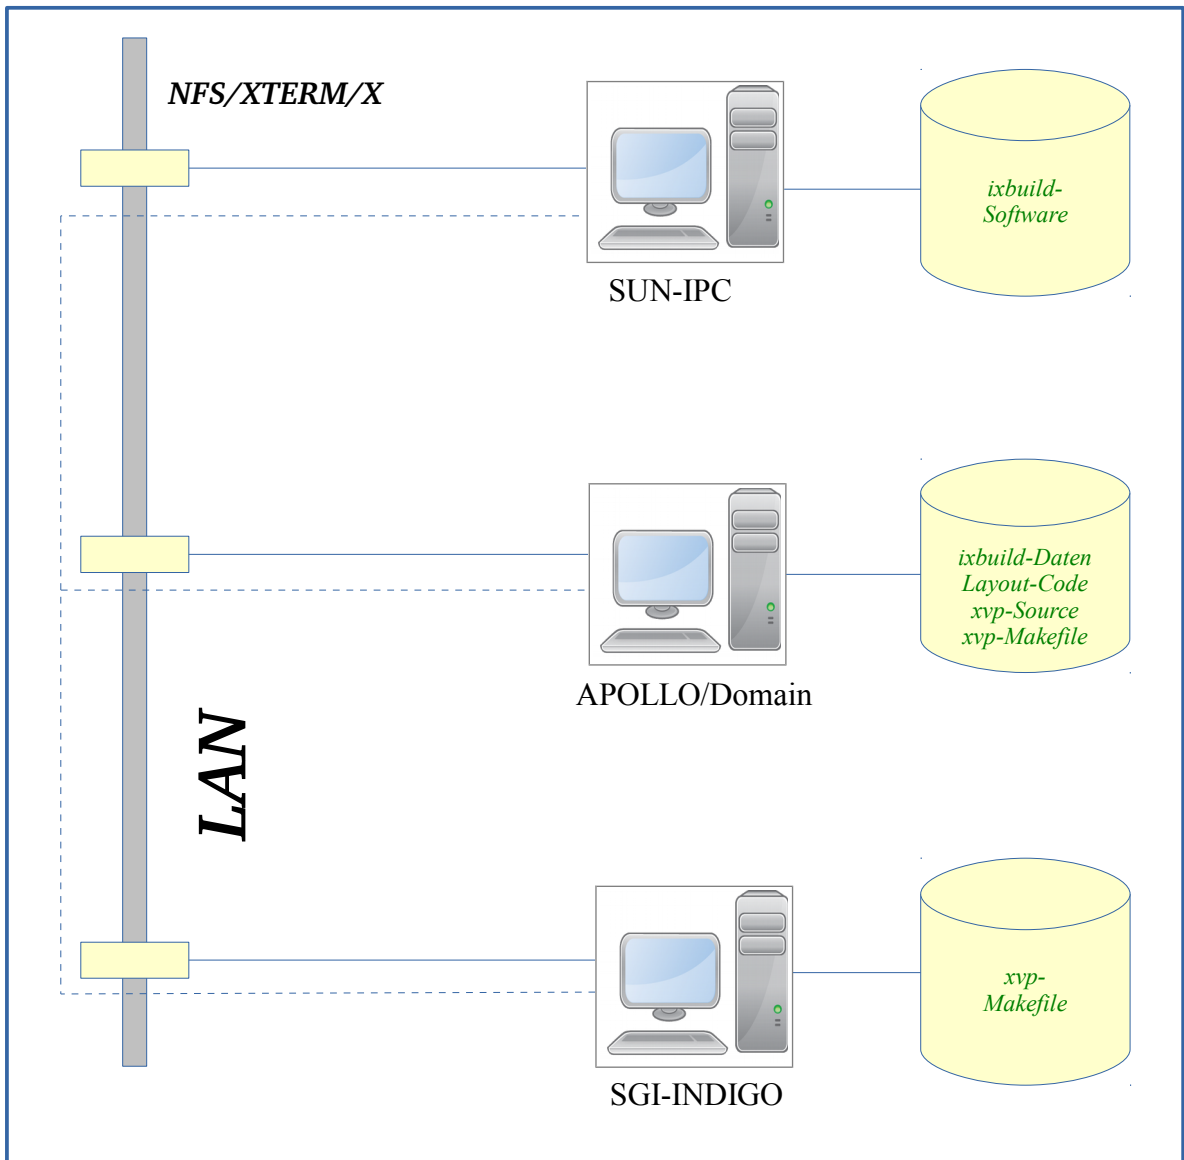 NFS/XTERM/X
ixbuild-
Software
SUN-IPC
ixbuild-Daten
Layout-Code
xvp-Source
xvp-Makefile
APOLLO/Domain
LAN
xvp-
Makefile
SGI-INDIGO